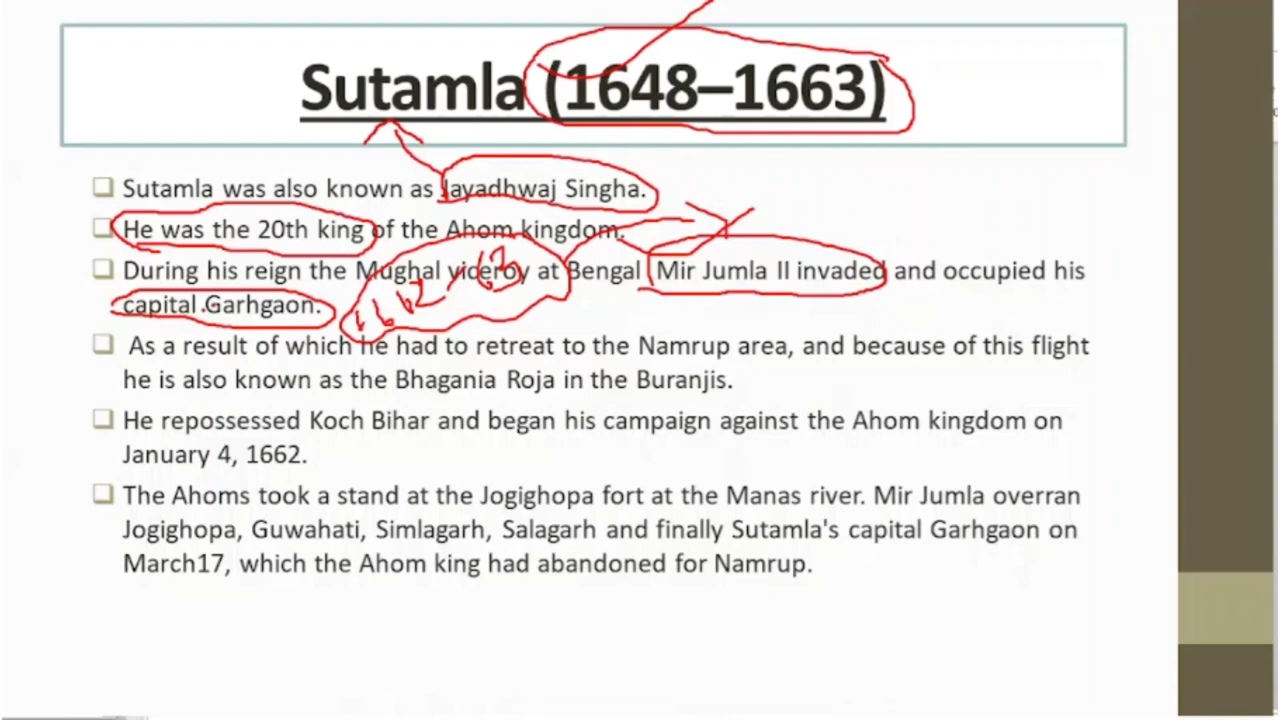 Sutamla (1648–1663)
Sutamla was also known as Jayadhwaj Singha.
He was the 20th king of the Ahom kingdom.
During his reign the Mughal viceroy at Bengal Mir Jumla II invaded and occupied his
capital Garhgaon.
1662-63
As a result of which he had to retreat to the Namrup area, and because of this flight
he is also known as the Bhagania Roja in the Buranjis.
He repossessed Koch Bihar and began his campaign against the Ahom kingdom on
January 4, 1662.
The Ahoms took a stand at the Jogighopa fort at the Manas river. Mir Jumla overran
Jogighopa, Guwahati, Simlagarh, Salagarh and finally Sutamla's capital Garhgaon on
March17, which the Ahom king had abandoned for Namrup.